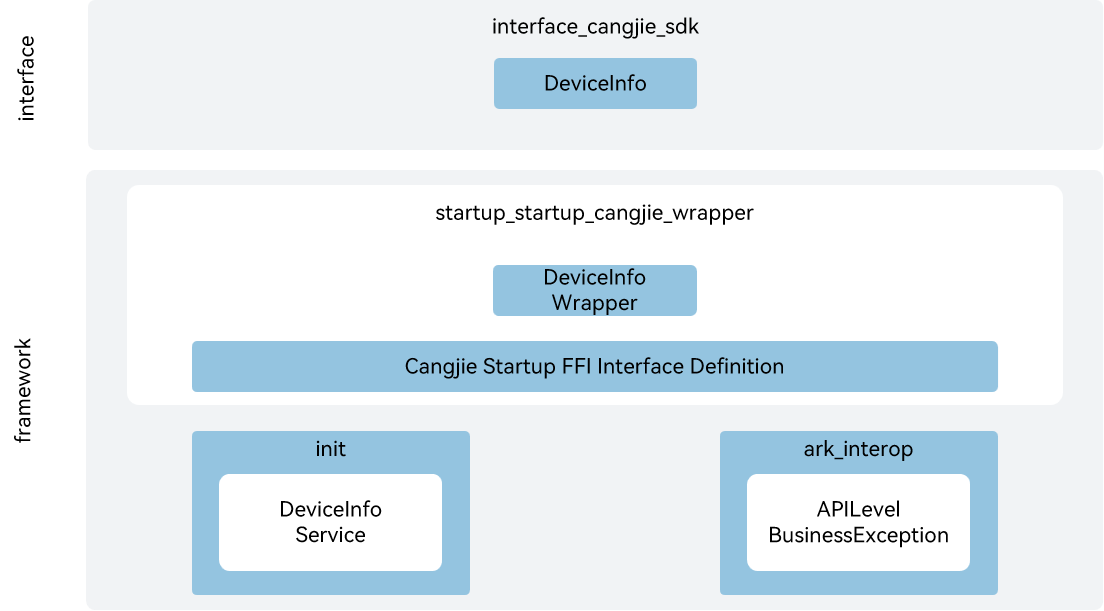 interface
interface_cangjie_sdk
DeviceInfo
framework
startup_startup_cangjie_wrapper
DeviceInfo
Wrapper
Cangjie Startup FFI Interface Definition
init
DeviceInfo
Service
ark_interop
APILevel
BusinessException